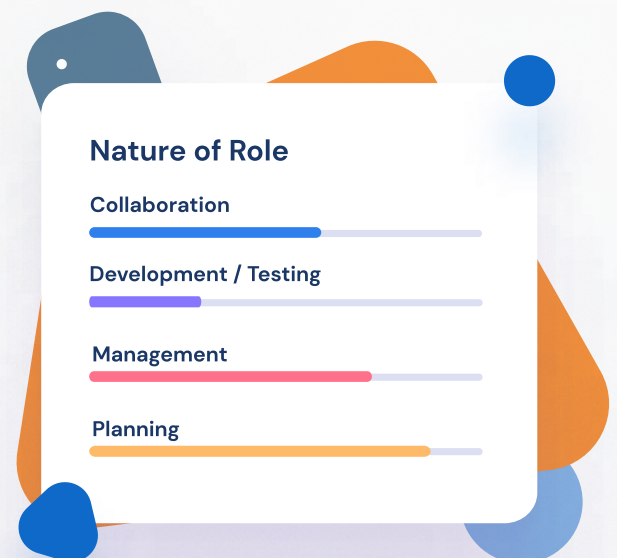 Nature of Role
Collaboration
Development / Testing
Management
Planning